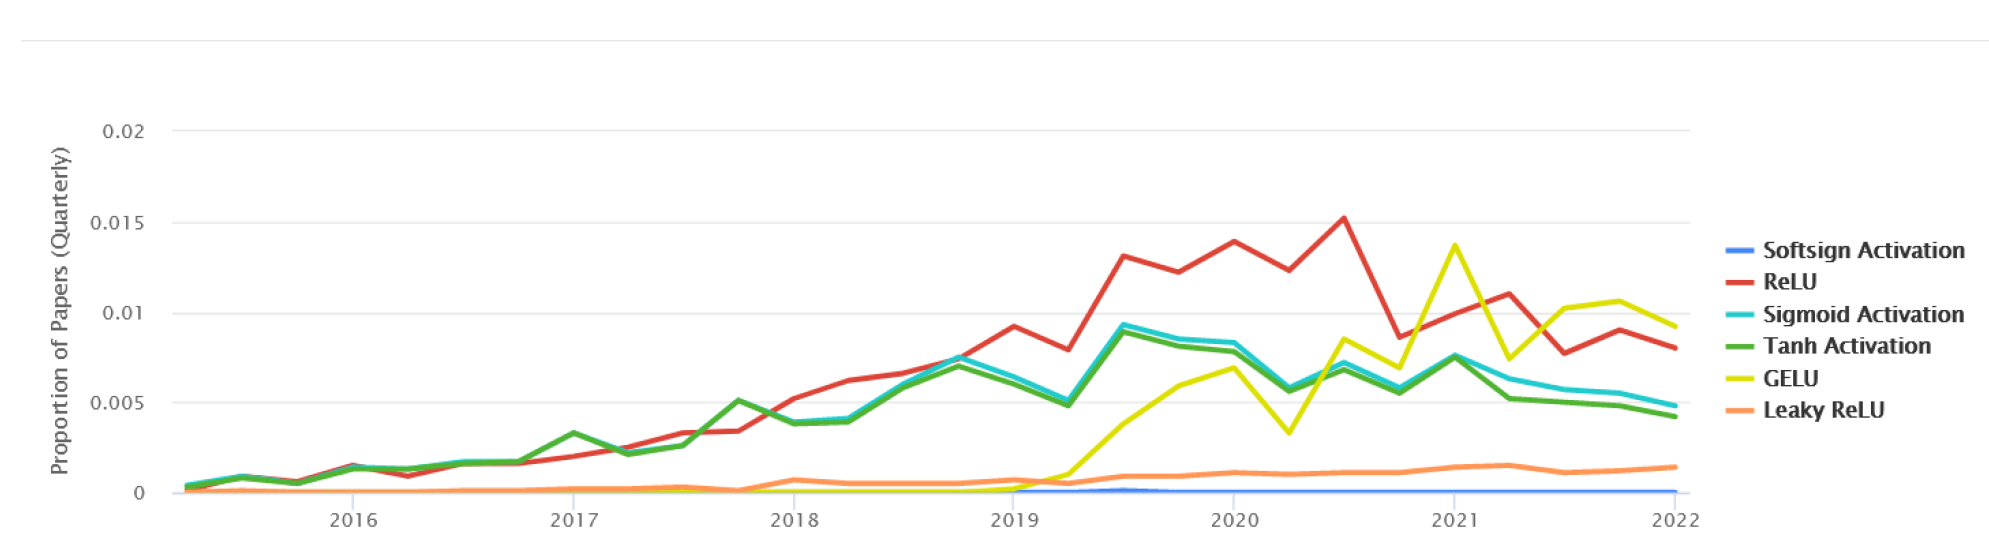 Proportion of Papers (Quarterly)
0.02
0.015
0.01
0.005
0
2016
2017
2018
2019
2020
2021
2022
Softsign Activation
ReLU
Sigmoid Activation
Tanh Activation
GELU
Leaky ReLU